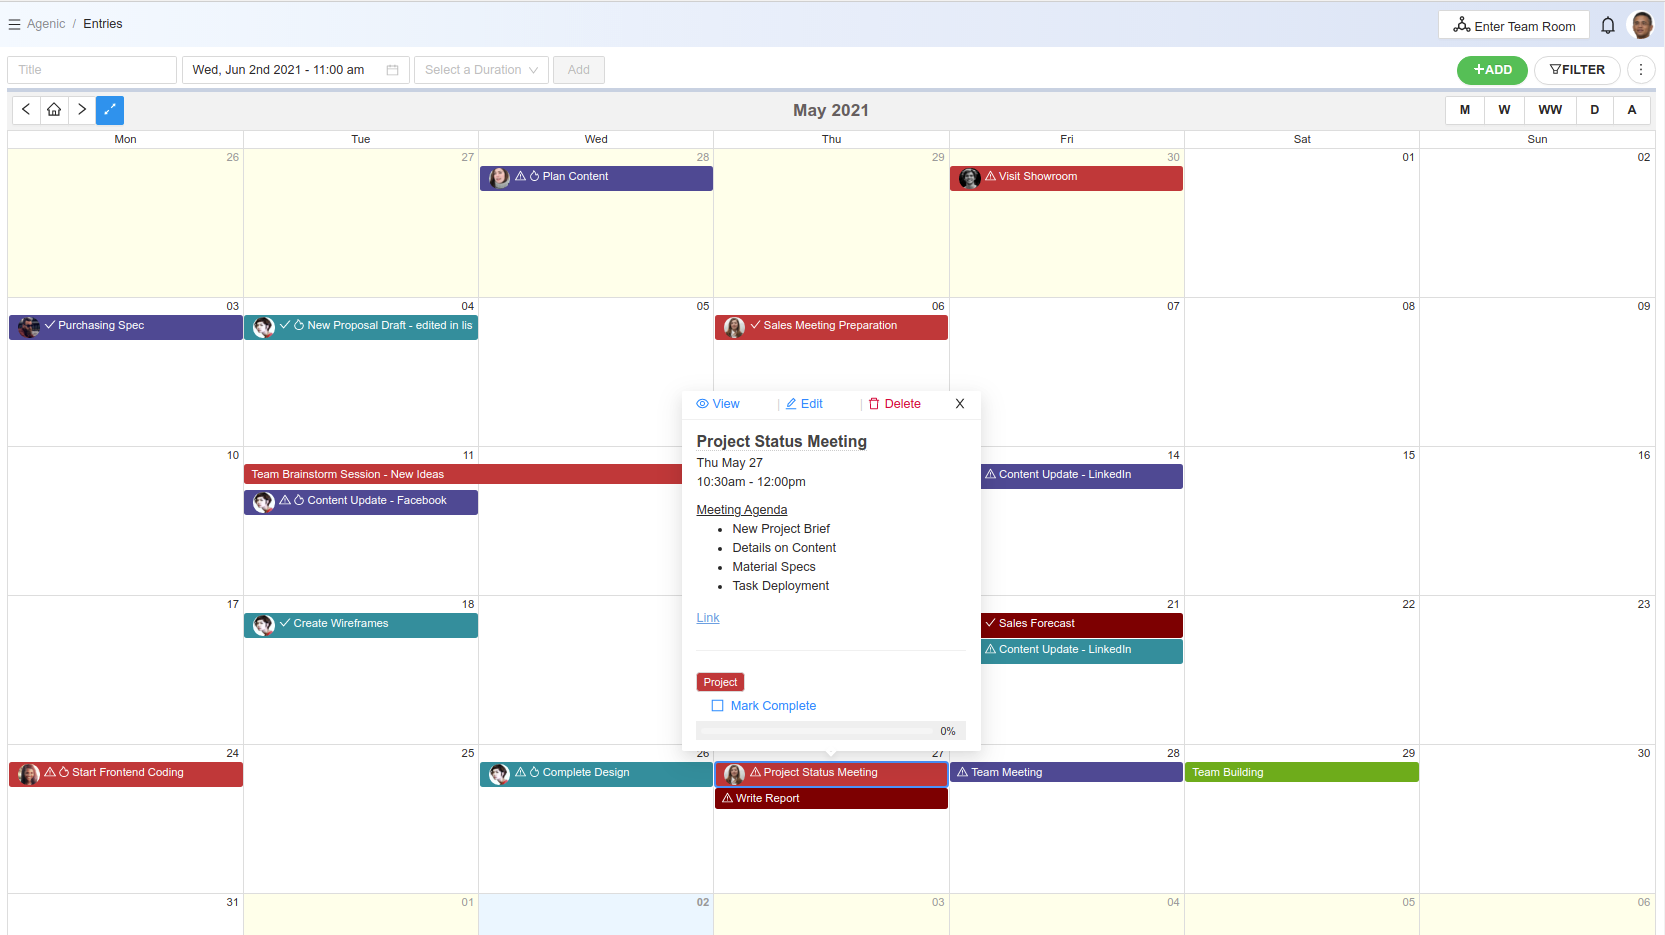 Agenic / Entries
Enter Team Room
Title
Wed, Jun 2nd 2021 - 11:00 am
Select a Duration
Add
+ADD
FILTER
May 2021
M
W
WW
D
A
Mon
Tue
Wed
Thu
Fri
Sat
Sun
26
27
28
29
30
01
02
Plan Content
Visit Showroom
03
04
05
06
07
08
09
Purchasing Spec
New Proposal Draft - edited in lis
Sales Meeting Preparation
View
Edit
Delete
X
Project Status Meeting
Thu May 27
10:30am - 12:00pm
Meeting Agenda
• New Project Brief
• Details on Content
• Material Specs
• Task Deployment
Link
Project
Mark Complete
0%
10
11
14
15
16
Team Brainstorm Session - New Ideas
Content Update - LinkedIn
Content Update - Facebook
17
18
21
22
23
Create Wireframes
Sales Forecast
Content Update - LinkedIn
24
25
26
27
28
29
30
Start Frontend Coding
Complete Design
Project Status Meeting
Team Meeting
Team Building
Write Report
31
01
02
03
04
05
06